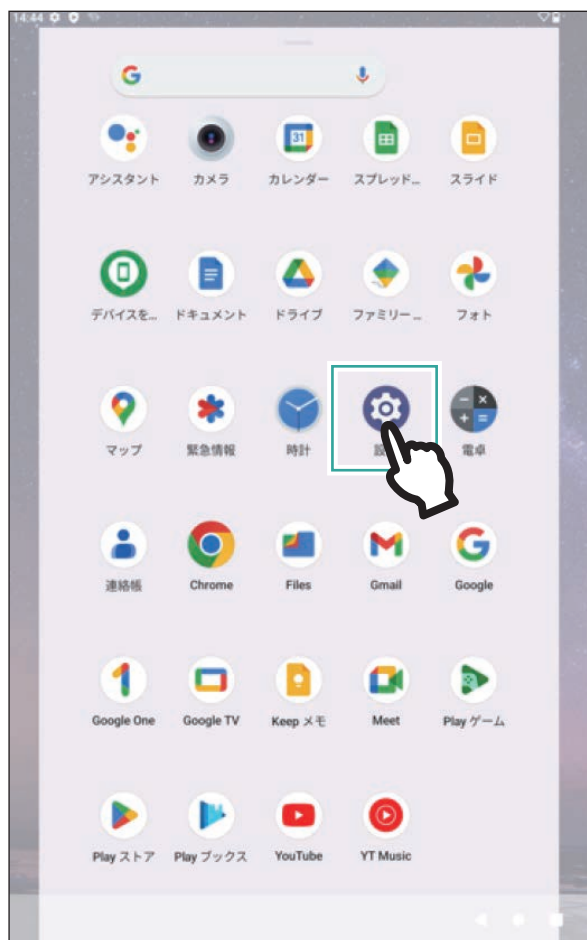 14:44
アシスタント カメラ カレンダー スプレッド... スライド
デバイスを... ドキュメント ドライブ ファミリー... フォト
マップ 緊急情報 時計 設 電卓
連絡帳 Chrome Files Gmail Google
Google One Google TV Keep メモ Meet Play ゲーム
Play ストア Play ブックス YouTube YT Music